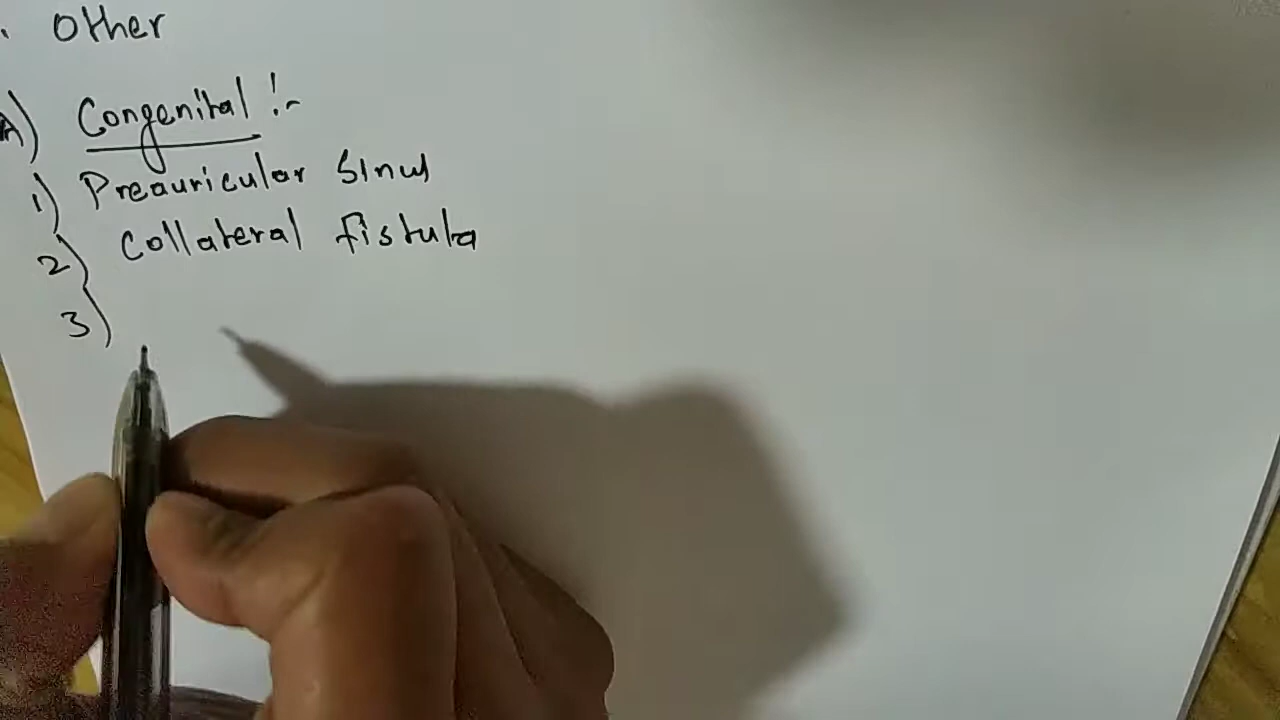 . Other
A) Congenital :-
1) Preauricular Sinus
2) Collateral fistula
3)